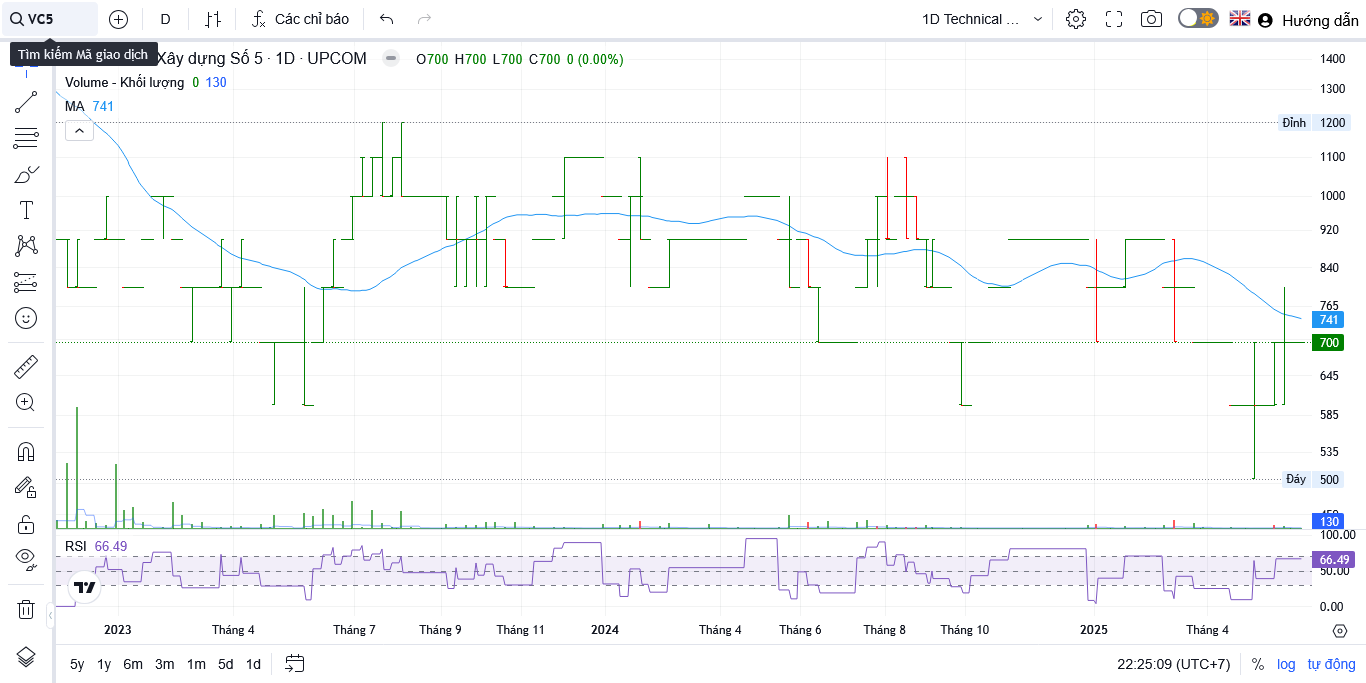 VC5 D Các chỉ báo 1D Technical ... Hướng dẫn
Tìm kiếm Mã giao dịch
Xây dựng Số 5 · 1D · UPCOM O700 H700 L700 C700 0 (0.00%)
Volume - Khối lượng 0 130
MA 741
1400
1300
Đỉnh 1200
1100
1000
920
840
765
741
700
645
585
535
Đáy 500
130
100.00
RSI 66.49
66.49
50.00
0.00
2023 Tháng 4 Tháng 7 Tháng 9 Tháng 11 2024 Tháng 4 Tháng 6 Tháng 8 Tháng 10 2025 Tháng 4
5y 1y 6m 3m 1m 5d 1d 22:25:09 (UTC+7) % log tự động